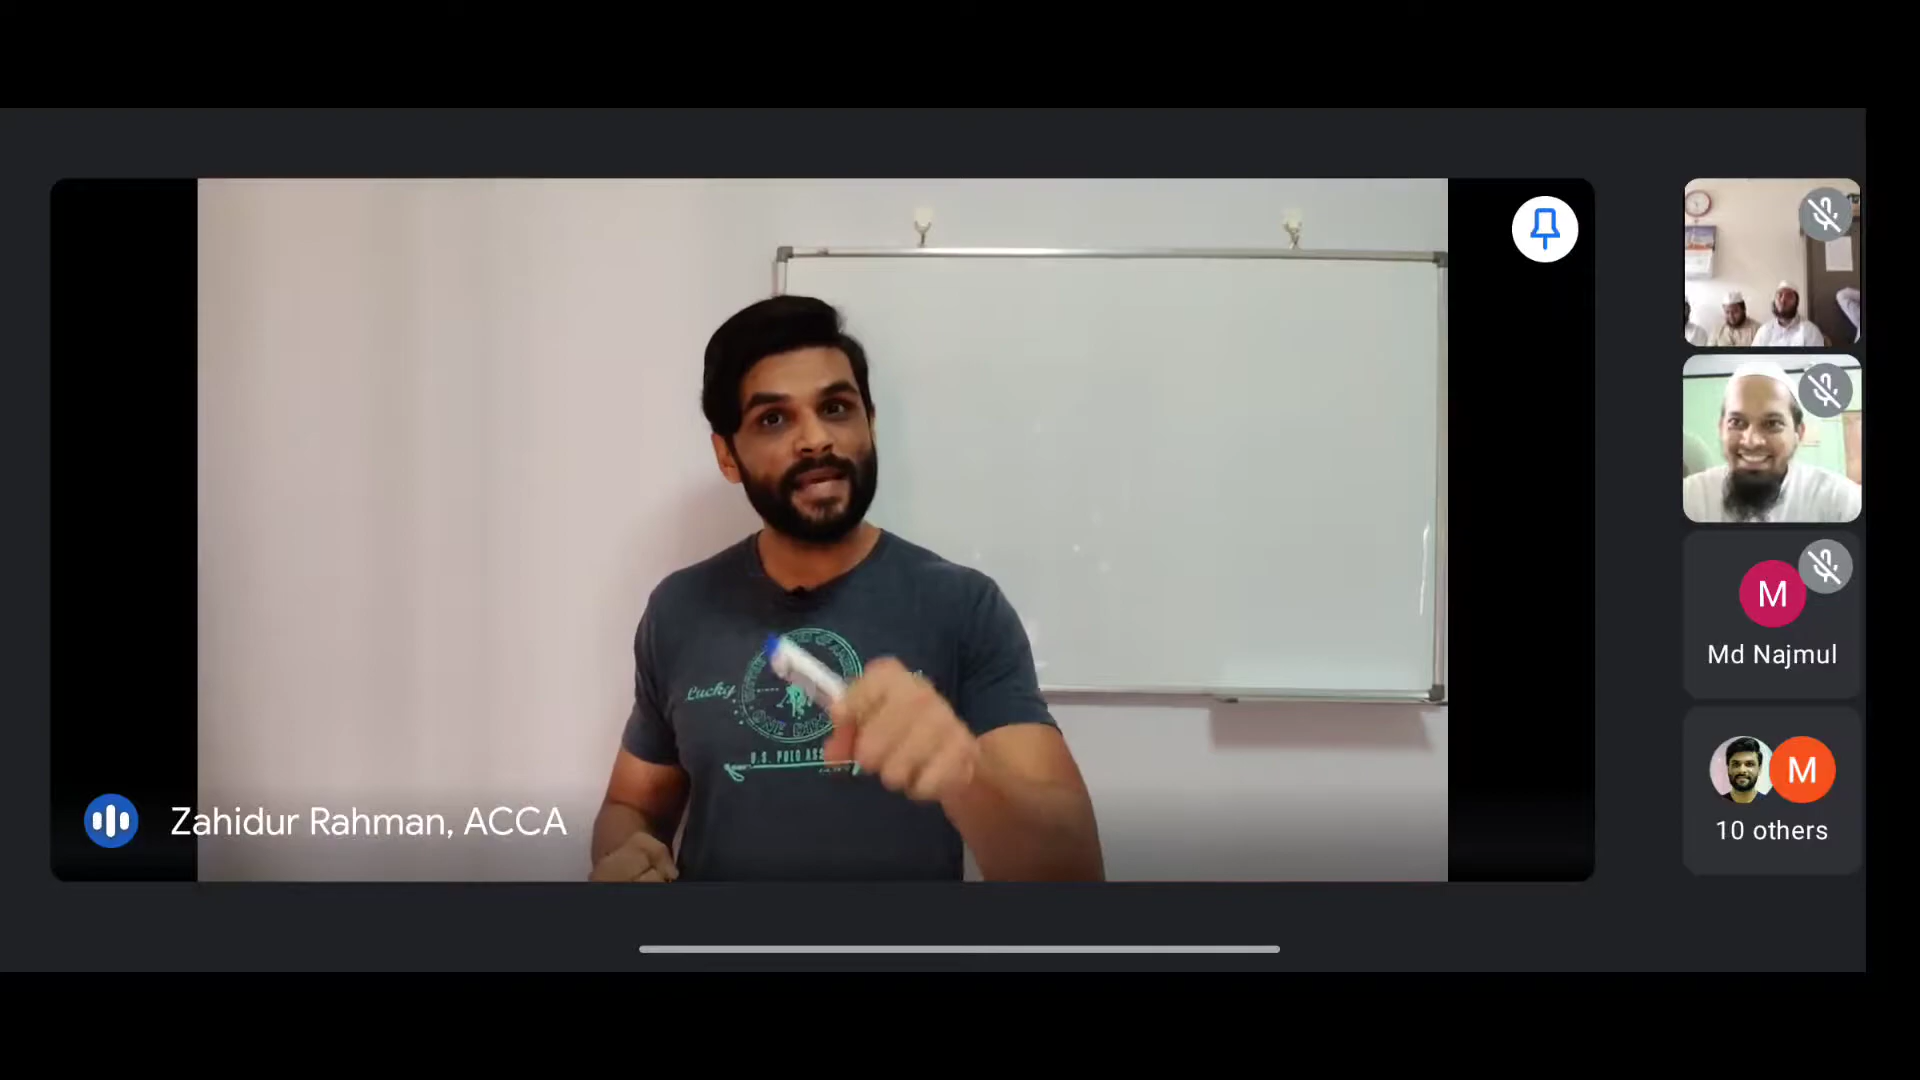 Lucky
U.S. POLO ASS
Zahidur Rahman, ACCA
M
Md Najmul
M
10 others